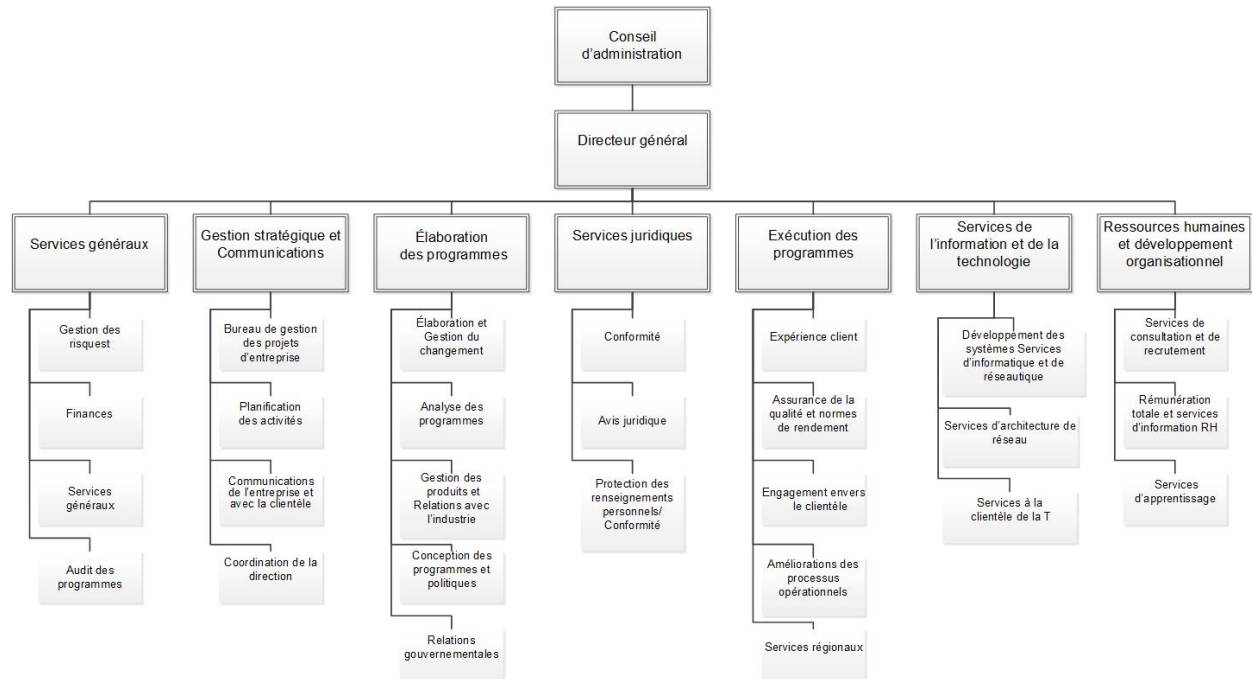 Conseil
d'administration
Directeur général
Services généraux
Gestion stratégique et
Communications
Élaboration
des programmes
Services juridiques
Exécution des
programmes
Services de
l'information et de la
technologie
Ressources humaines
et développement
organisationnel
Gestion des
risquest
Finances
Services
généraux
Audit des
programmes
Bureau de gestion
des projets
d'entreprise
Planification
des activités
Communications
de l'entreprise et
avec la clientèle
Coordination de la
direction
Élaboration et
Gestion du
changement
Analyse des
programmes
Gestion des
produits et
Relations avec
l'industrie
Conception des
programmes et
politiques
Relations
gouvernementales
Conformité
Avis juridique
Protection des
renseignements
personnels/
Conformité
Expérience client
Assurance de la
qualité et normes
de rendement
Engagement envers
le clientèle
Améliorations des
processus
opérationnels
Services régionaux
Développement des
systèmes Services
d'informatique et de
réseautique
Services d'architecture de
réseau
Services à la
clientèle de la T
Services de
consultation et de
recrutement
Rémunération
totale et services
d'information RH
Services
d'apprentissage